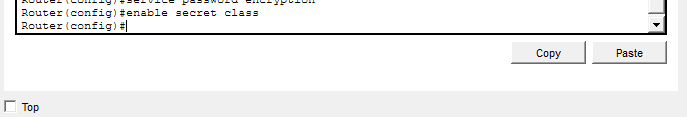 Router(config)#service password encryption
Router(config)#enable secret class
Router(config)#
Copy Paste
Top